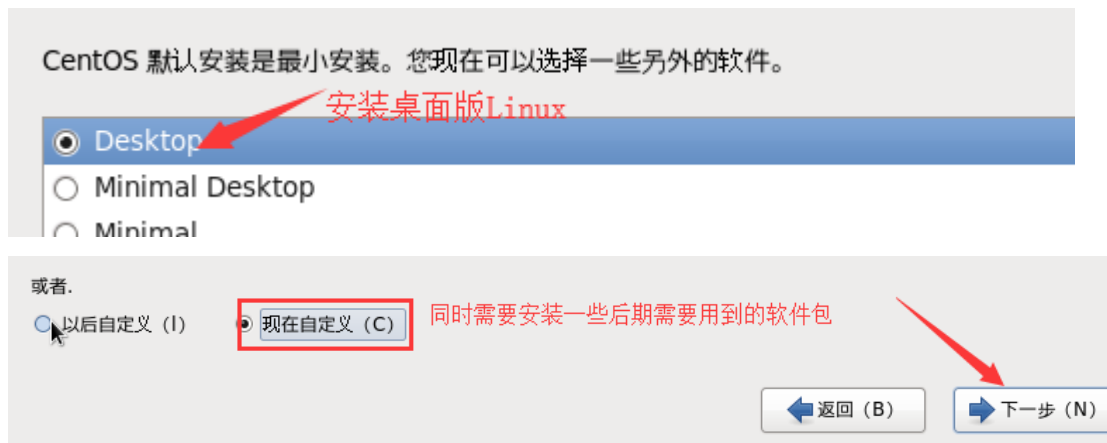 CentOS 默认安装是最小安装。您现在可以选择一些另外的软件。
安装桌面版Linux
Desktop
Minimal Desktop
Minimal
或者.
以后自定义（l） 现在自定义（C） 同时需要安装一些后期需要用到的软件包
返回（B） 下一步（N）